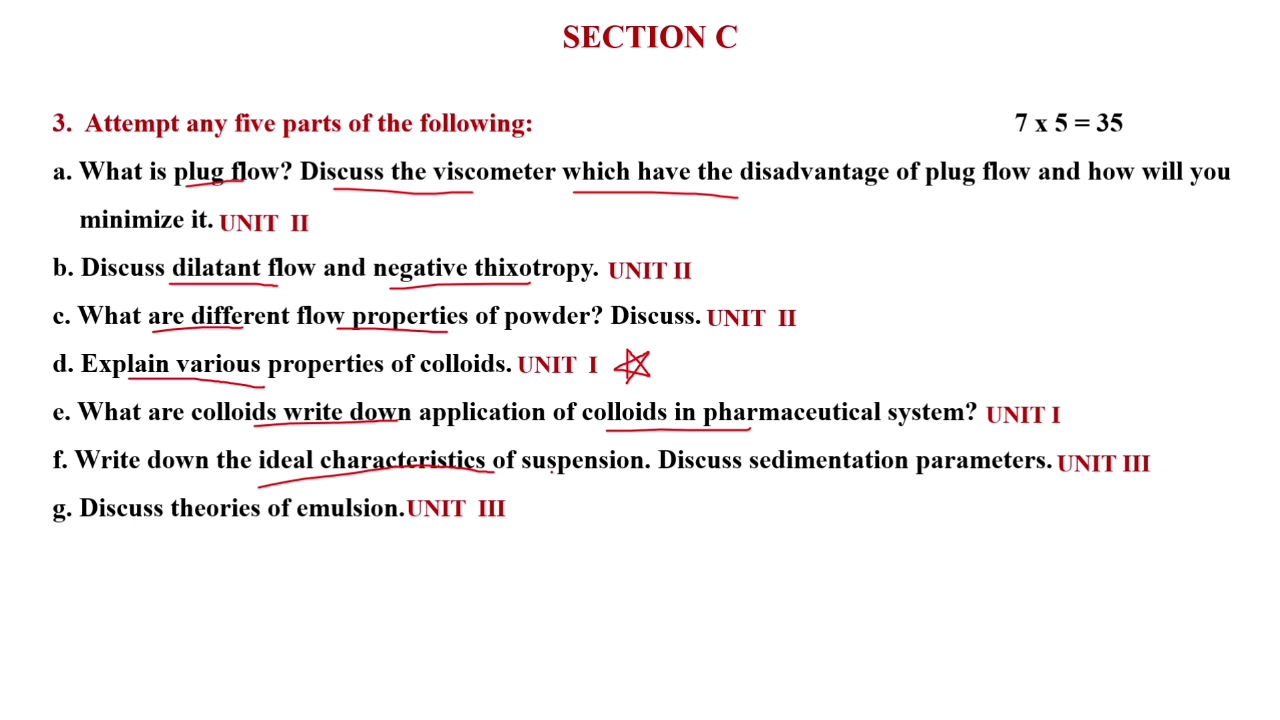 SECTION C
3. Attempt any five parts of the following: 7 x 5 = 35
a. What is plug flow? Discuss the viscometer which have the disadvantage of plug flow and how will you
minimize it. UNIT II
b. Discuss dilatant flow and negative thixotropy. UNIT II
c. What are different flow properties of powder? Discuss. UNIT II
d. Explain various properties of colloids. UNIT I
e. What are colloids write down application of colloids in pharmaceutical system? UNIT I
f. Write down the ideal characteristics of suspension. Discuss sedimentation parameters. UNIT III
g. Discuss theories of emulsion. UNIT III